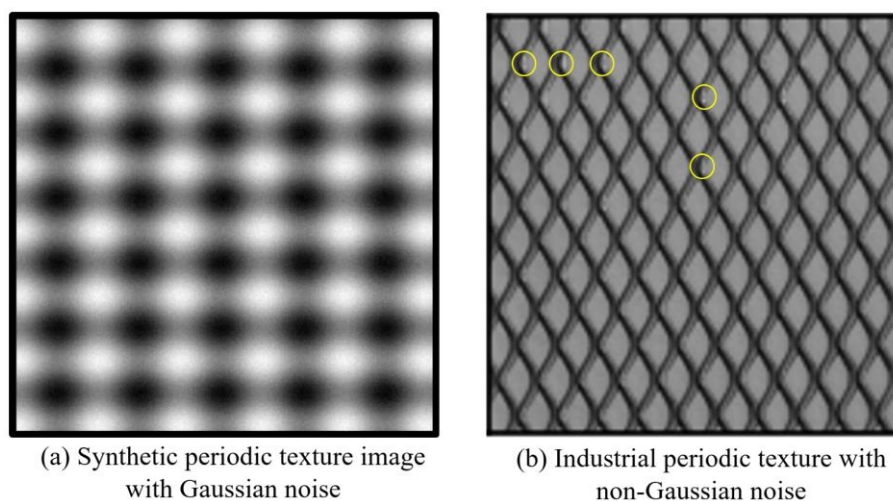 (a) Synthetic periodic texture image
with Gaussian noise
(b) Industrial periodic texture with
non-Gaussian noise